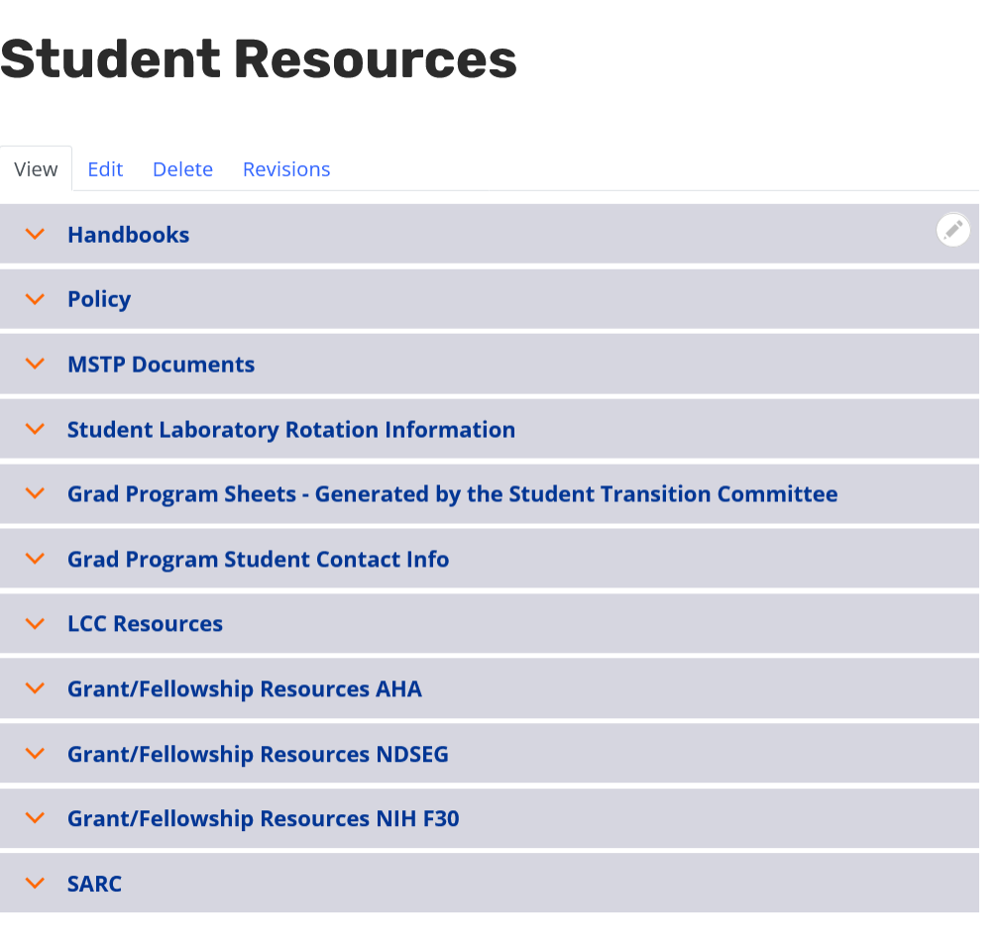 Student Resources
View Edit Delete Revisions
Handbooks
Policy
MSTP Documents
Student Laboratory Rotation Information
Grad Program Sheets - Generated by the Student Transition Committee
Grad Program Student Contact Info
LCC Resources
Grant/Fellowship Resources AHA
Grant/Fellowship Resources NDSEG
Grant/Fellowship Resources NIH F30
SARC